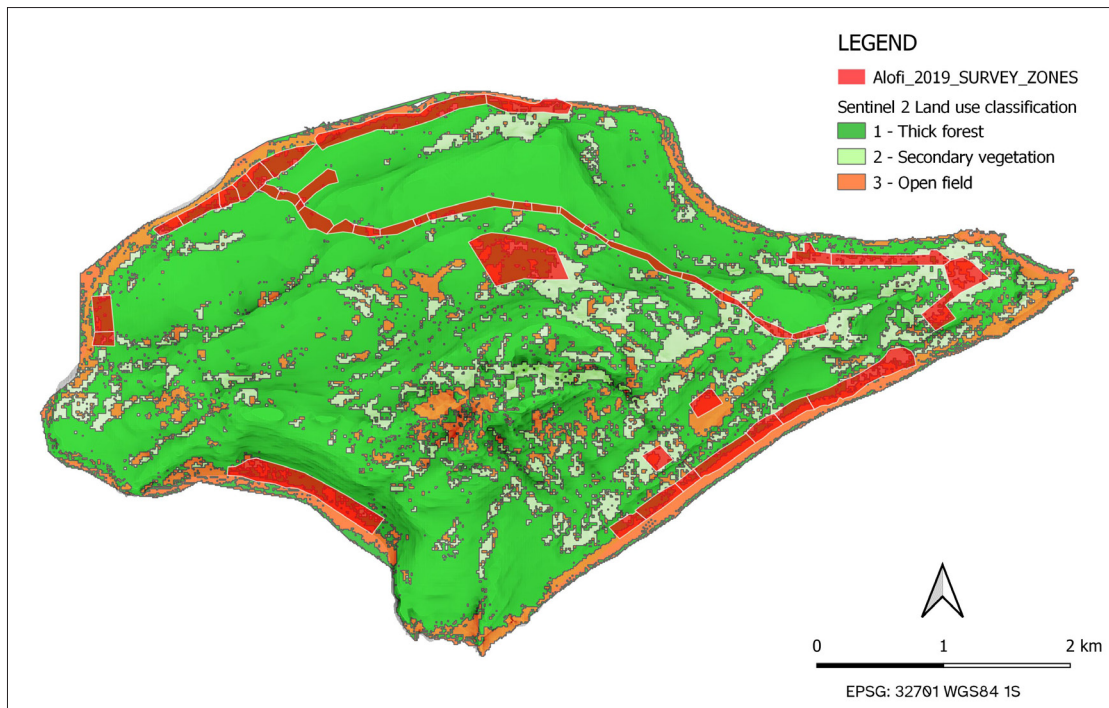 LEGEND
Alofi_2019_SURVEY_ZONES
Sentinel 2 Land use classification
1 - Thick forest
2 - Secondary vegetation
3 - Open field
0 1 2 km
EPSG: 32701 WGS84 1S